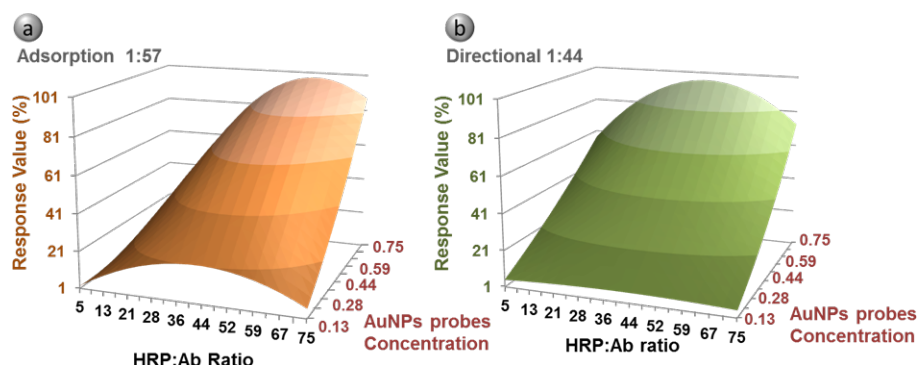 a
Adsorption 1:57
Response Value (%)
101
81
61
41
21
1
5 13 21 28 36 44 52 59 67 75
HRP:Ab Ratio
0.75
0.59
0.44
0.28
0.13
AuNPs probes
Concentration
b
Directional 1:44
Response Value (%)
101
81
61
41
21
1
5 13 21 28 36 44 52 59 67 75
HRP:Ab ratio
0.75
0.59
0.44
0.28
0.13